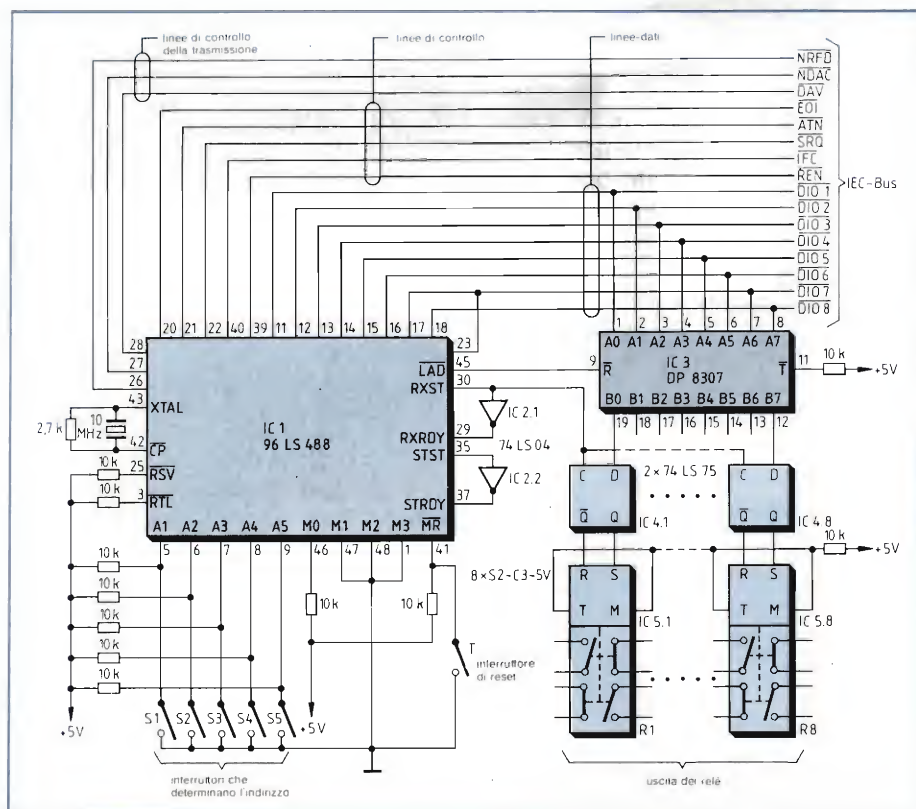 linee di controllo
della trasmissione
linee di controllo
linee-dati
NRFD
NDAC
DAV
EOI
ATN
SRQ
IFC
REN
DIO 1
DIO 2
DIO 3
DIO 4
DIO 5
DIO 6
DIO 7
DIO 8
IEC-Bus
20 21 22 40 39 11 12 13 14 15 16 17 18
1 2 3 4 5 6 7 8
28
27
26
23
A0 A1 A2 A3 A4 A5 A6 A7
LAD
45
9
R
IC 3
DP 8307
T
11
10 k
+5V
RXST
30
B0 B1 B2 B3 B4 B5 B6 B7
19 18 17 16 15 14 13 12
43
XTAL
2,7 k
10
MHz
42
CP
IC 1
96 LS 488
IC 2.1
RXRDY
29
74 LS 04
STST
35
IC 2.2
STRDY
37
10 k
25
RSV
10 k
3
RTL
C D
2 x 74 LS 75
C D
Q Q
IC 4.1
Q Q
IC 4.8
A1 A2 A3 A4 A5 M0 M1 M2 M3 MR
5 6 7 8 9 46 47 48 1 41
10 k
+5V
8 x S2-C3-5V
R S
T M
IC 5.1
R S
T M
IC 5.8
10 k
10 k
10 k
10 k
10 k
10 k
10 k
T
interruttore
di reset
S1 S2 S3 S4 S5
+5V
+5V
R1
R8
interruttori che
determinano l'indirizzo
uscita dei relé